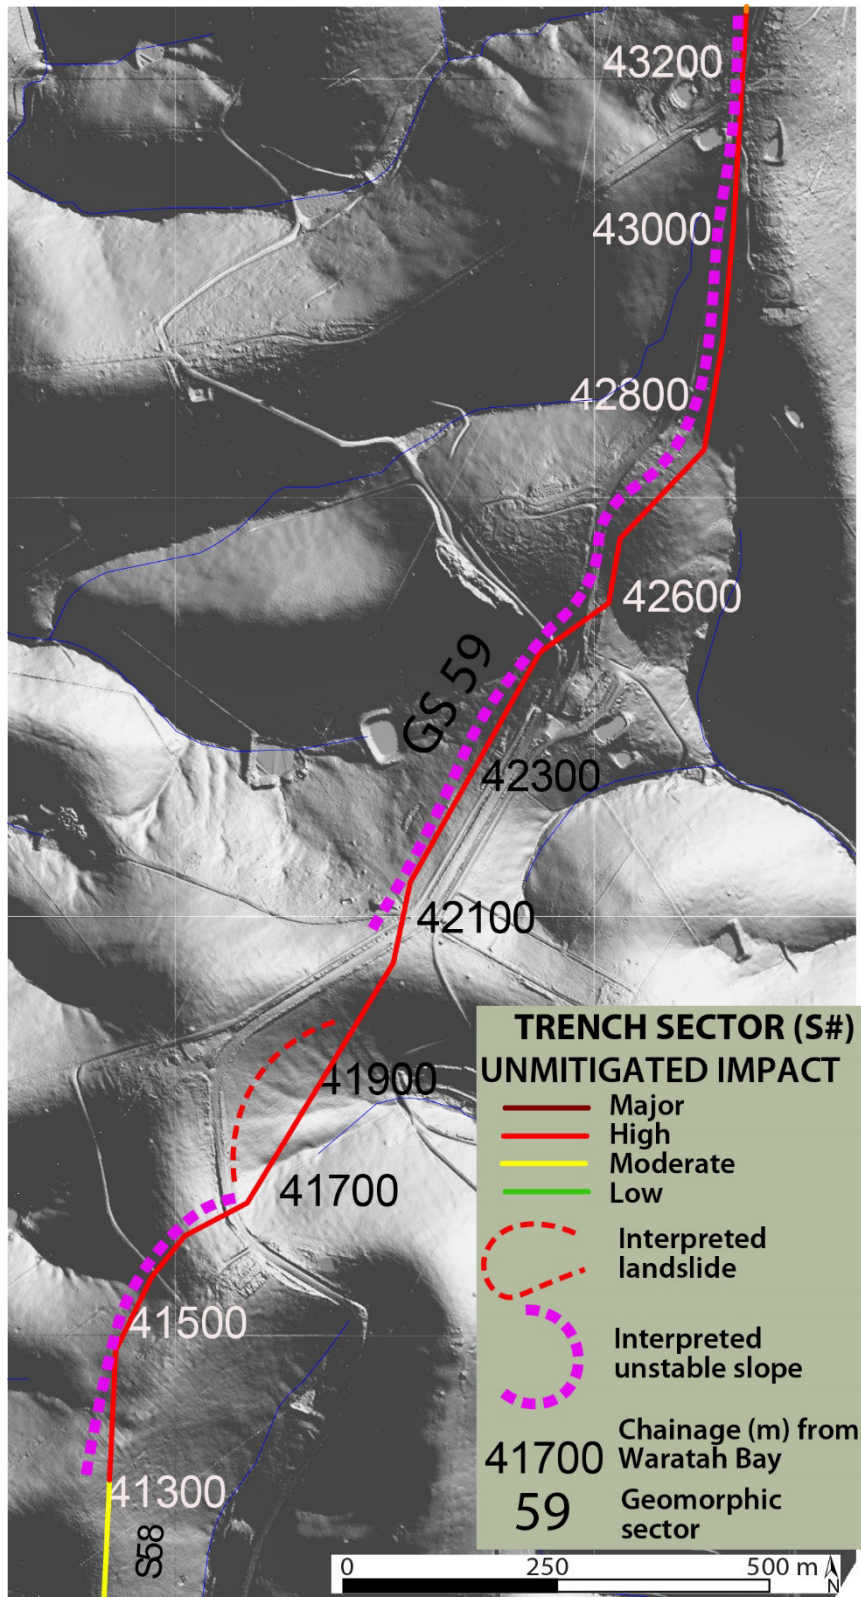 43200
43000
42800
42600
GS 59
42300
42100
41900
41700
41500
41300
S58
TRENCH SECTOR (S#)
UNMITIGATED IMPACT
Major
High
Moderate
Low
Interpreted
landslide
Interpreted
unstable slope
41700
Chainage (m) from
Waratah Bay
59
Geomorphic
sector
0 250 500 m
N